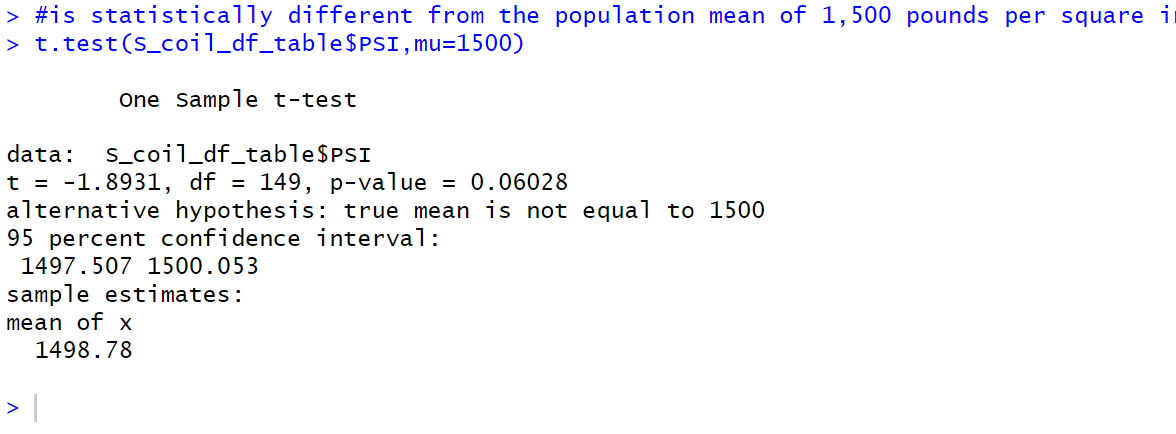 > #is statistically different from the population mean of 1,500 pounds per square
> t.test(S_coil_df_table$PSI,mu=1500)
One Sample t-test
data:  S_coil_df_table$PSI
t = -1.8931, df = 149, p-value = 0.06028
alternative hypothesis: true mean is not equal to 1500
95 percent confidence interval:
1497.507 1500.053
sample estimates:
mean of x
1498.78
>